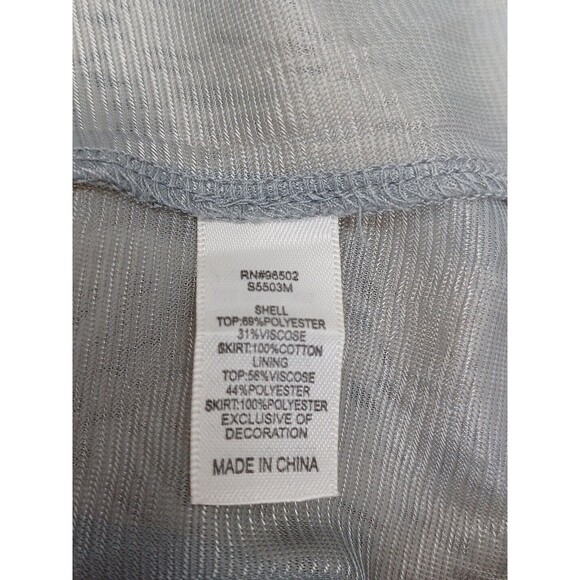 RN#96502
S5503M
SHELL
TOP:69%POLYESTER
31%VISCOSE
SKIRT:100%COTTON
LINING
TOP:56%VISCOSE
44%POLYESTER
SKIRT:100%POLYESTER
EXCLUSIVE OF
DECORATION
MADE IN CHINA